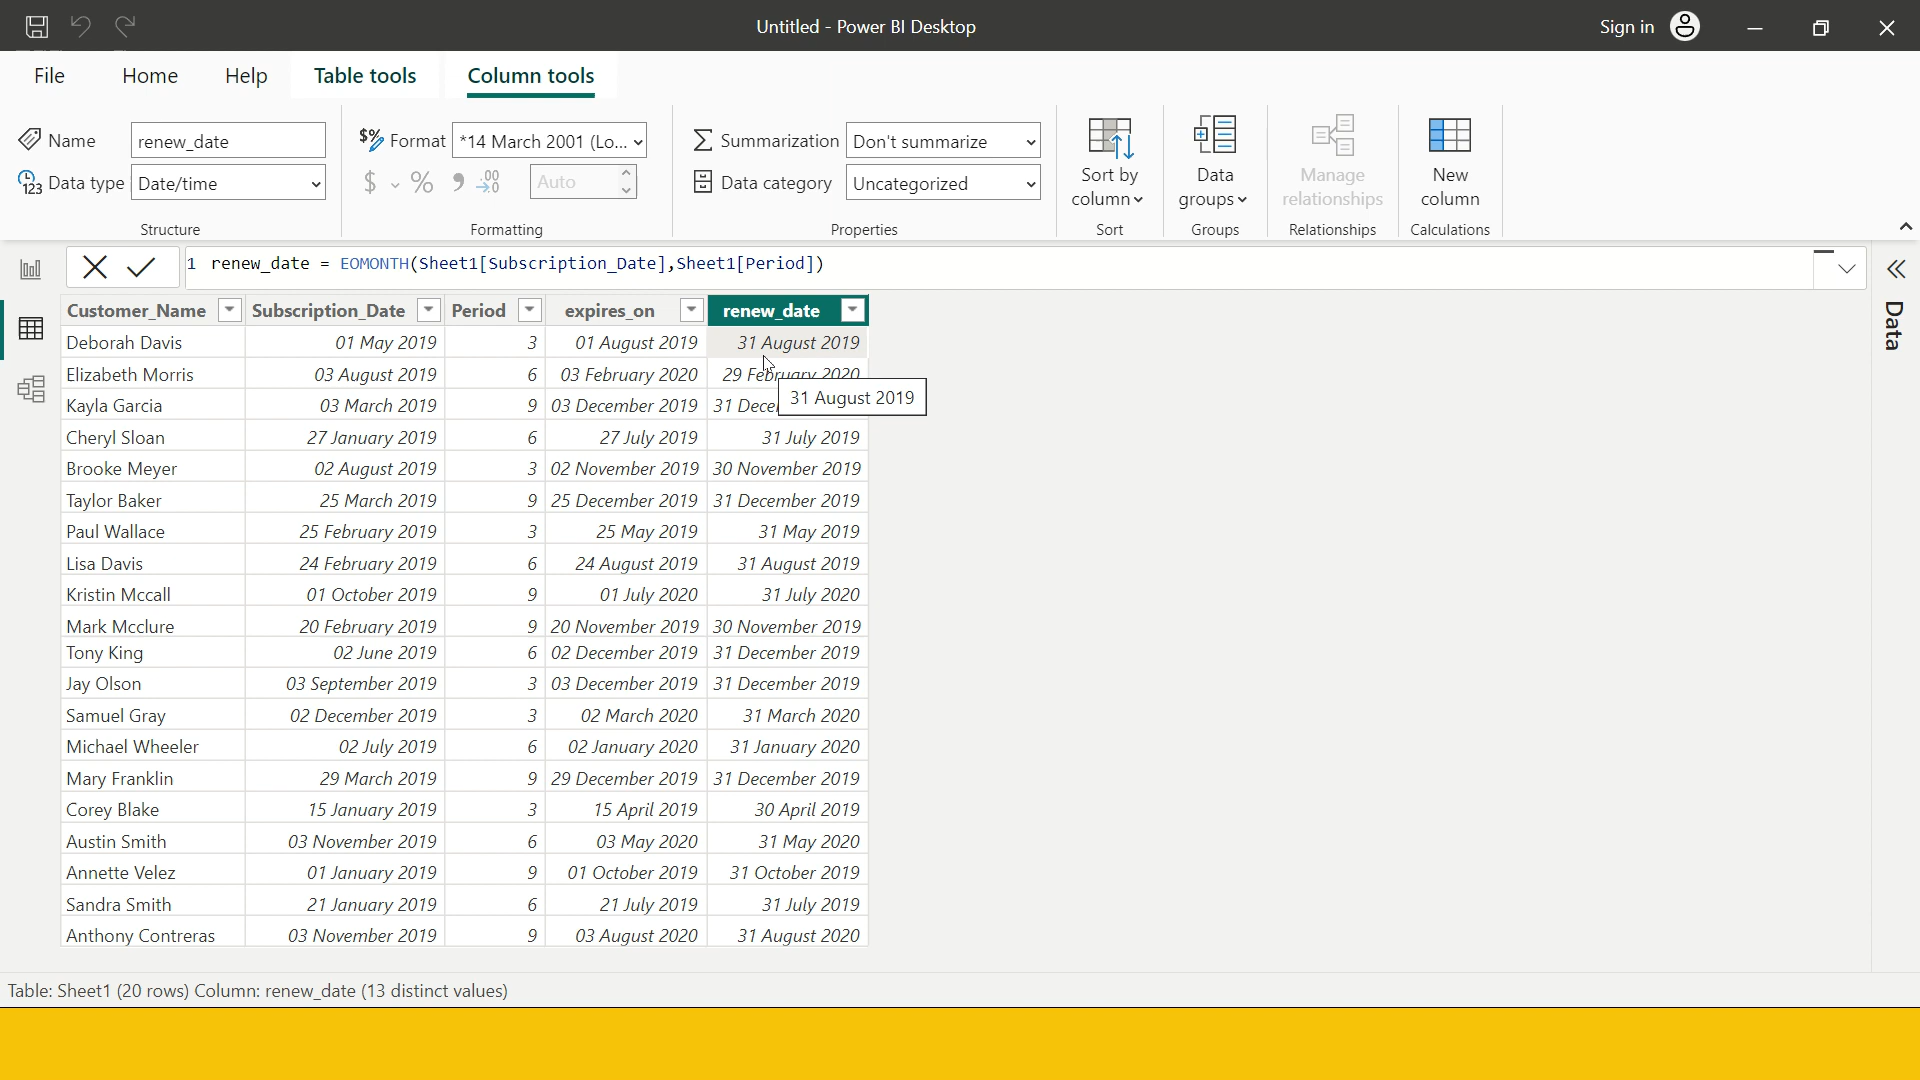 Untitled - Power BI Desktop
Sign in
File Home Help Table tools Column tools
Name renew_date
Data type Date/time
Structure
$% Format *14 March 2001 (Lo...
$ % 9 .00 Auto
Formatting
Summarization Don't summarize
Data category Uncategorized
Properties
Sort by
column
Sort
Data
groups
Groups
Manage
relationships
Relationships
New
column
Calculations
1 renew_date = EOMONTH(Sheet1[Subscription_Date],Sheet1[Period])
Data
Customer_Name Subscription_Date Period expires_on renew_date
Deborah Davis 01 May 2019 3 01 August 2019 31 August 2019
Elizabeth Morris 03 August 2019 6 03 February 2020 29 February 2020
31 August 2019
Kayla Garcia 03 March 2019 9 03 December 2019 31 Dece
Cheryl Sloan 27 January 2019 6 27 July 2019 31 July 2019
Brooke Meyer 02 August 2019 3 02 November 2019 30 November 2019
Taylor Baker 25 March 2019 9 25 December 2019 31 December 2019
Paul Wallace 25 February 2019 3 25 May 2019 31 May 2019
Lisa Davis 24 February 2019 6 24 August 2019 31 August 2019
Kristin Mccall 01 October 2019 9 01 July 2020 31 July 2020
Mark Mcclure 20 February 2019 9 20 November 2019 30 November 2019
Tony King 02 June 2019 6 02 December 2019 31 December 2019
Jay Olson 03 September 2019 3 03 December 2019 31 December 2019
Samuel Gray 02 December 2019 3 02 March 2020 31 March 2020
Michael Wheeler 02 July 2019 6 02 January 2020 31 January 2020
Mary Franklin 29 March 2019 9 29 December 2019 31 December 2019
Corey Blake 15 January 2019 3 15 April 2019 30 April 2019
Austin Smith 03 November 2019 6 03 May 2020 31 May 2020
Annette Velez 01 January 2019 9 01 October 2019 31 October 2019
Sandra Smith 21 January 2019 6 21 July 2019 31 July 2019
Anthony Contreras 03 November 2019 9 03 August 2020 31 August 2020
Table: Sheet1 (20 rows) Column: renew_date (13 distinct values)